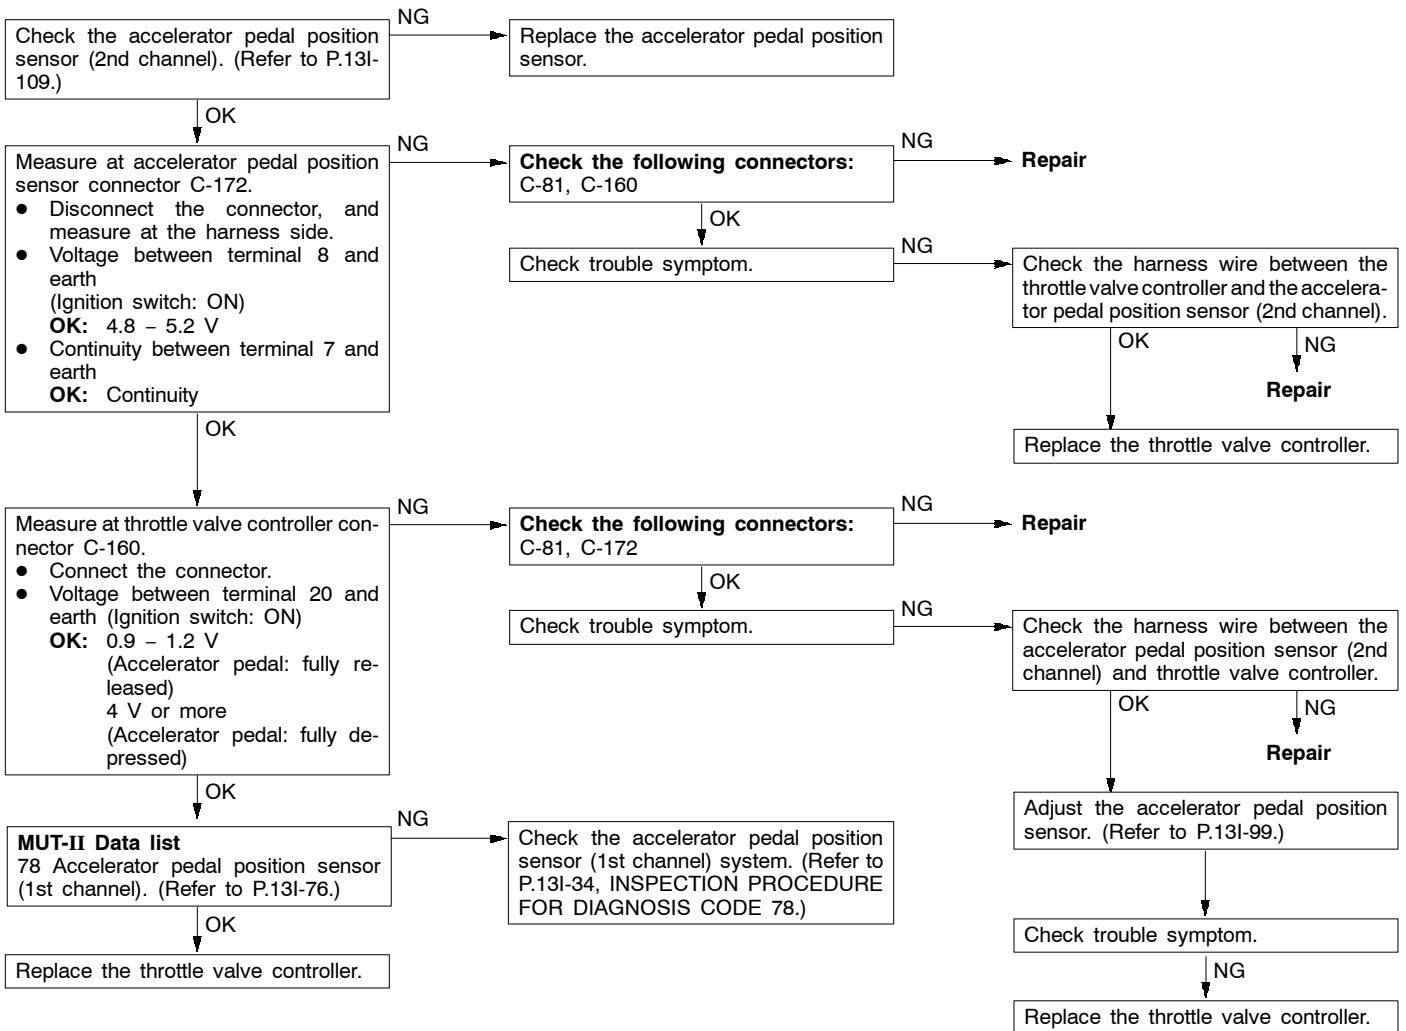 Check the accelerator pedal position
sensor (2nd channel). (Refer to P.13I-
109.)
NG
Replace the accelerator pedal position
sensor.
OK
Measure at accelerator pedal position
sensor connector C-172.
● Disconnect the connector, and
measure at the harness side.
● Voltage between terminal 8 and
earth
(Ignition switch: ON)
OK: 4.8 – 5.2 V
● Continuity between terminal 7 and
earth
OK: Continuity
NG
Check the following connectors:
C-81, C-160
NG
Repair
OK
Check trouble symptom.
NG
Check the harness wire between the
throttle valve controller and the accelera-
tor pedal position sensor (2nd channel).
OK
NG
Repair
Replace the throttle valve controller.
OK
Measure at throttle valve controller con-
nector C-160.
● Connect the connector.
● Voltage between terminal 20 and
earth (Ignition switch: ON)
OK: 0.9 – 1.2 V
(Accelerator pedal: fully re-
leased)
4 V or more
(Accelerator pedal: fully de-
pressed)
NG
Check the following connectors:
C-81, C-172
NG
Repair
OK
Check trouble symptom.
NG
Check the harness wire between the
accelerator pedal position sensor (2nd
channel) and throttle valve controller.
OK
NG
Repair
Adjust the accelerator pedal position
sensor. (Refer to P.13I-99.)
Check trouble symptom.
NG
Replace the throttle valve controller.
OK
MUT-II Data list
78 Accelerator pedal position sensor
(1st channel). (Refer to P.13I-76.)
NG
Check the accelerator pedal position
sensor (1st channel) system. (Refer to
P.13I-34, INSPECTION PROCEDURE
FOR DIAGNOSIS CODE 78.)
OK
Replace the throttle valve controller.